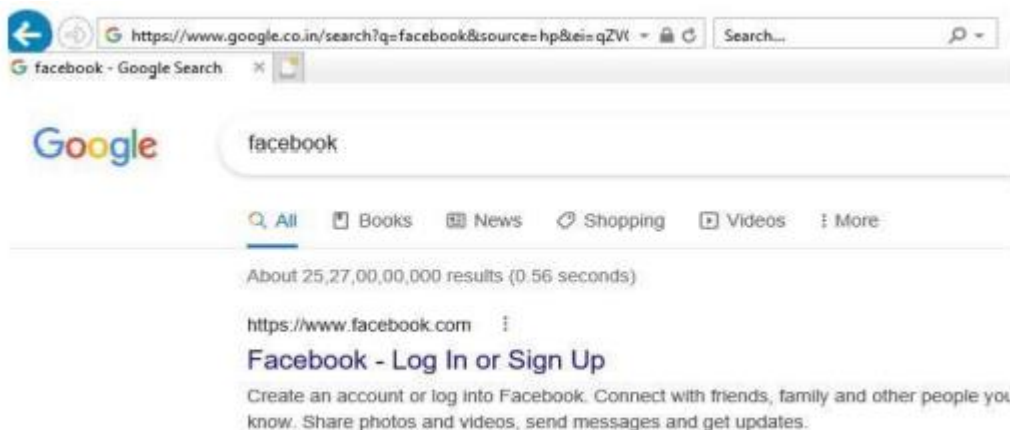 https://www.google.co.in/search?q=facebook&source=hp&ei=qZV( Search...
facebook - Google Search
Google facebook
All Books News Shopping Videos More
About 25,27,00,00,000 results (0.56 seconds)
https://www.facebook.com
Facebook - Log In or Sign Up
Create an account or log into Facebook. Connect with friends, family and other people you
know. Share photos and videos, send messages and get updates.